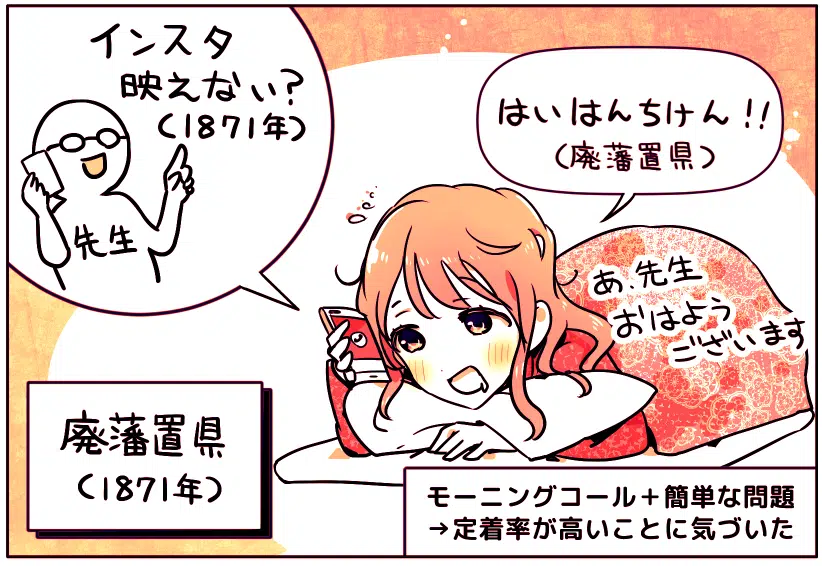 インスタ
映えない?
(1871年)
先生
はいはんちけん!!
(廃藩置県)
あ、先生
おはよう
ございます
廃藩置県
(1871年)
モーニングコール+簡単な問題
→定着率が高いことに気づいた